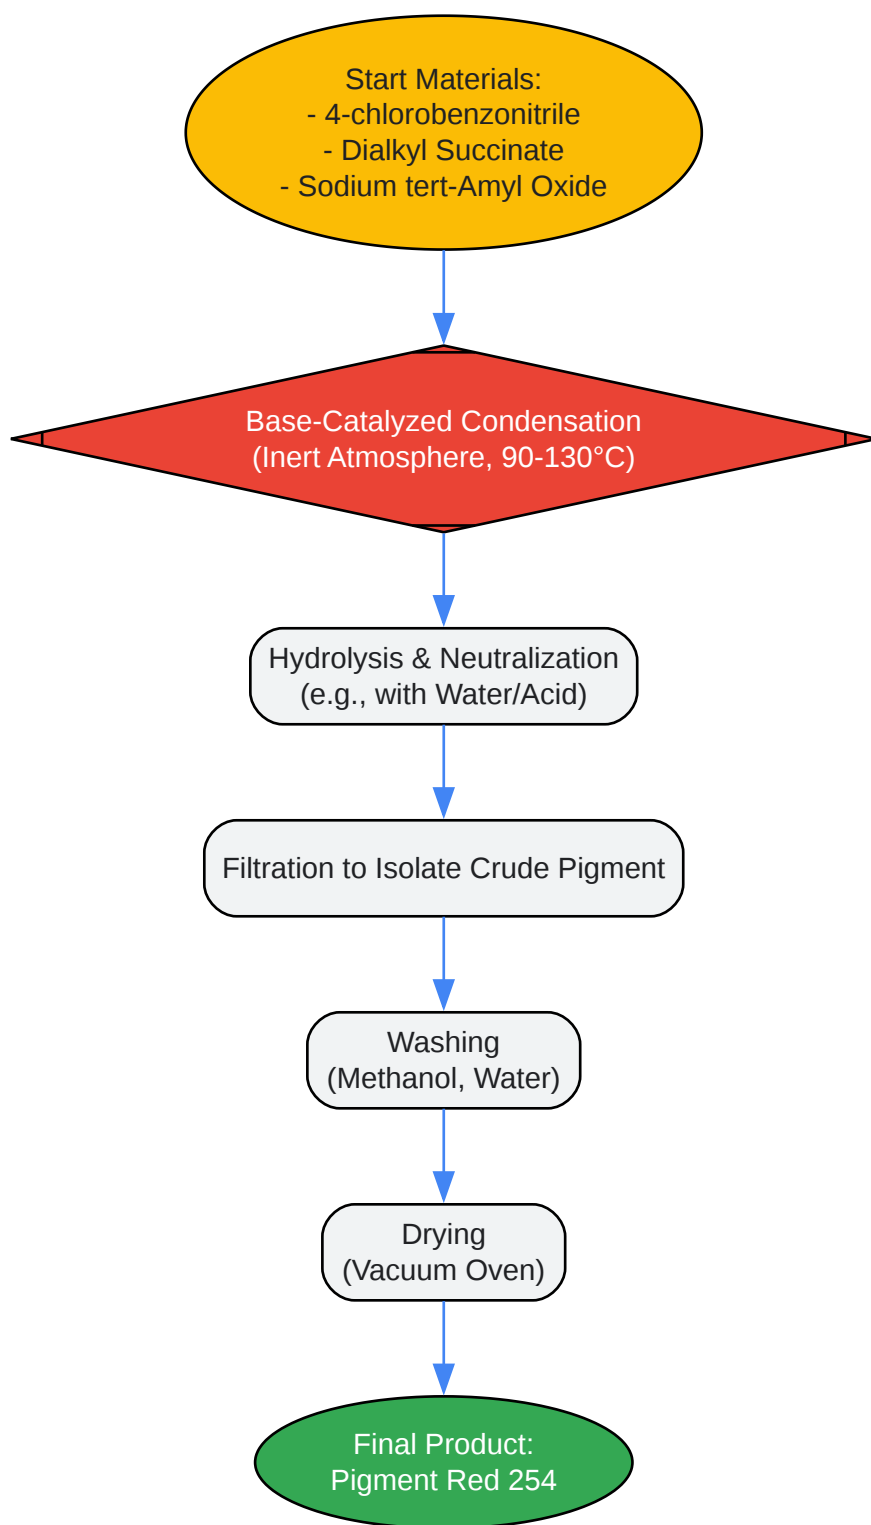 Start Materials:
- 4-chlorobenzonitrile
- Dialkyl Succinate
- Sodium tert-Amyl Oxide
Base-Catalyzed Condensation
(Inert Atmosphere, 90-130°C)
Hydrolysis & Neutralization
(e.g., with Water/Acid)
Filtration to Isolate Crude Pigment
Washing
(Methanol, Water)
Drying
(Vacuum Oven)
Final Product:
Pigment Red 254